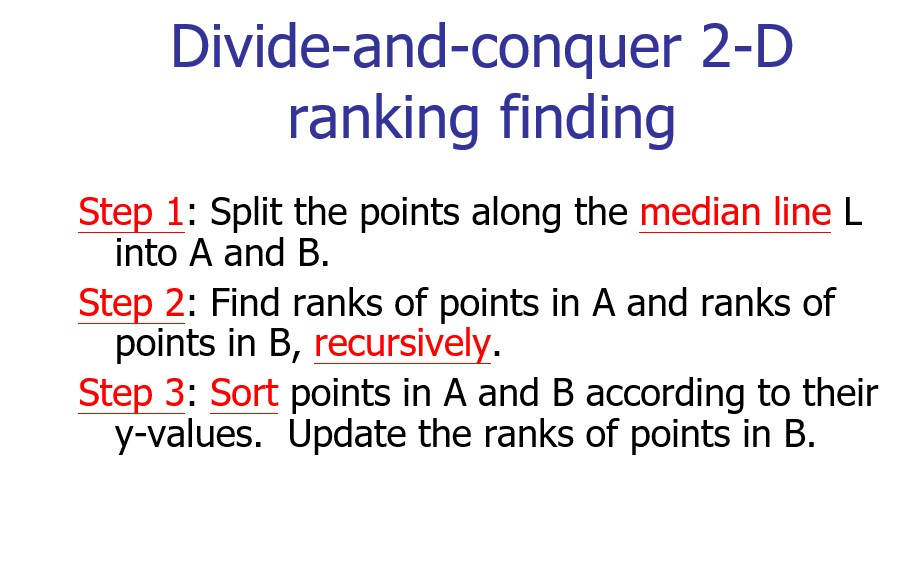 Divide-and-conquer 2-D
ranking finding
Step 1: Split the points along the median line L
into A and B.
Step 2: Find ranks of points in A and ranks of
points in B, recursively.
Step 3: Sort points in A and B according to their
y-values.  Update the ranks of points in B.